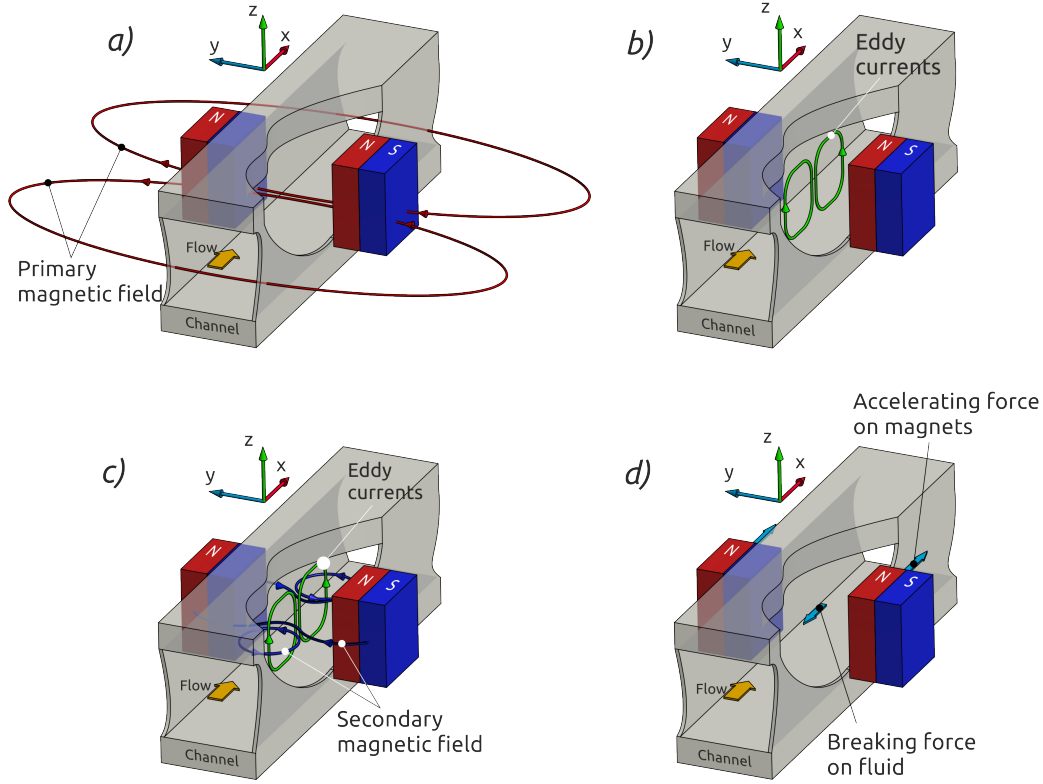 a)
z
y
x
N
N
S
Primary
magnetic field
Flow
Channel
b)
z
y
x
Eddy
currents
N
N
S
Flow
Channel
c)
z
y
x
Eddy
currents
N
N
S
Flow
Channel
Secondary
magnetic field
d)
z
y
x
Accelerating force
on magnets
N
N
S
Flow
Channel
Breaking force
on fluid